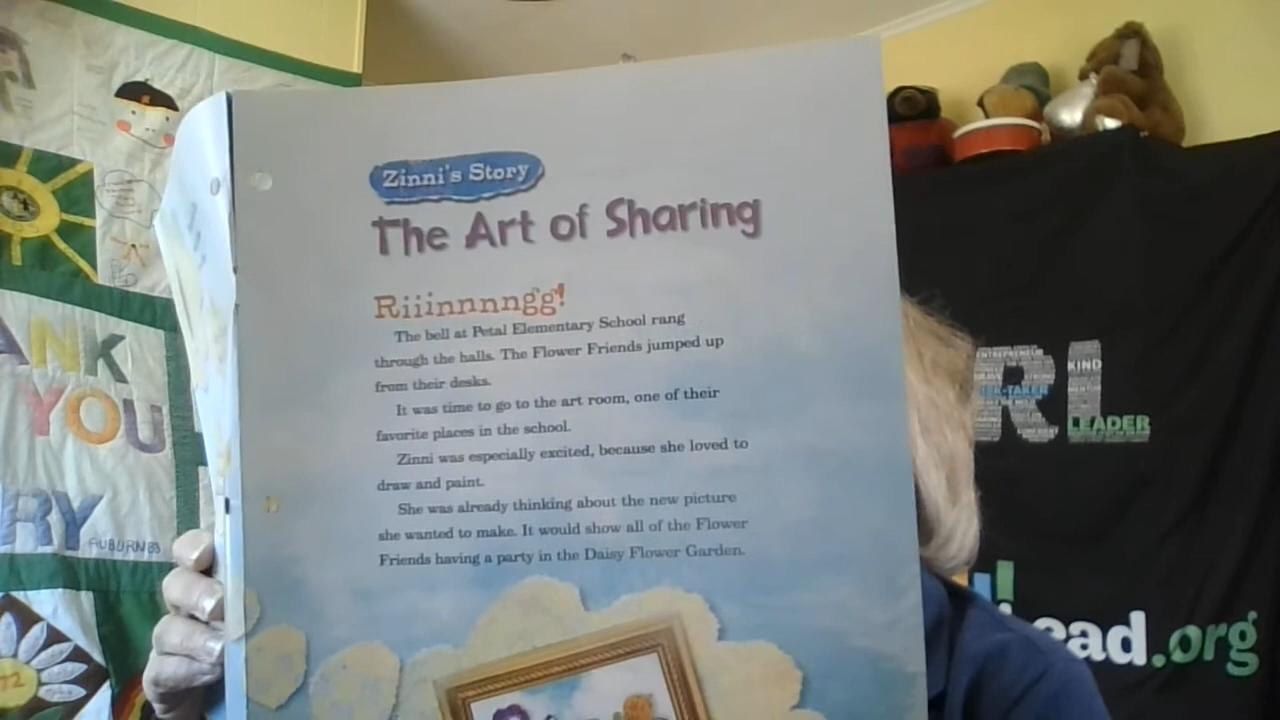 Zinni's Story
The Art of Sharing
Riiinnnngg!
The bell at Petal Elementary School rang
through the halls. The Flower Friends jumped up
from their desks.
It was time to go to the art room, one of their
favorite places in the school.
Zinni was especially excited, because she loved to
draw and paint.
She was already thinking about the new picture
she wanted to make. It would show all of the Flower
Friends having a party in the Daisy Flower Garden.
ANK
YOU
RY
AUBURN
RL
ENTREPRENEUR
KIND
LEADER
ead.org